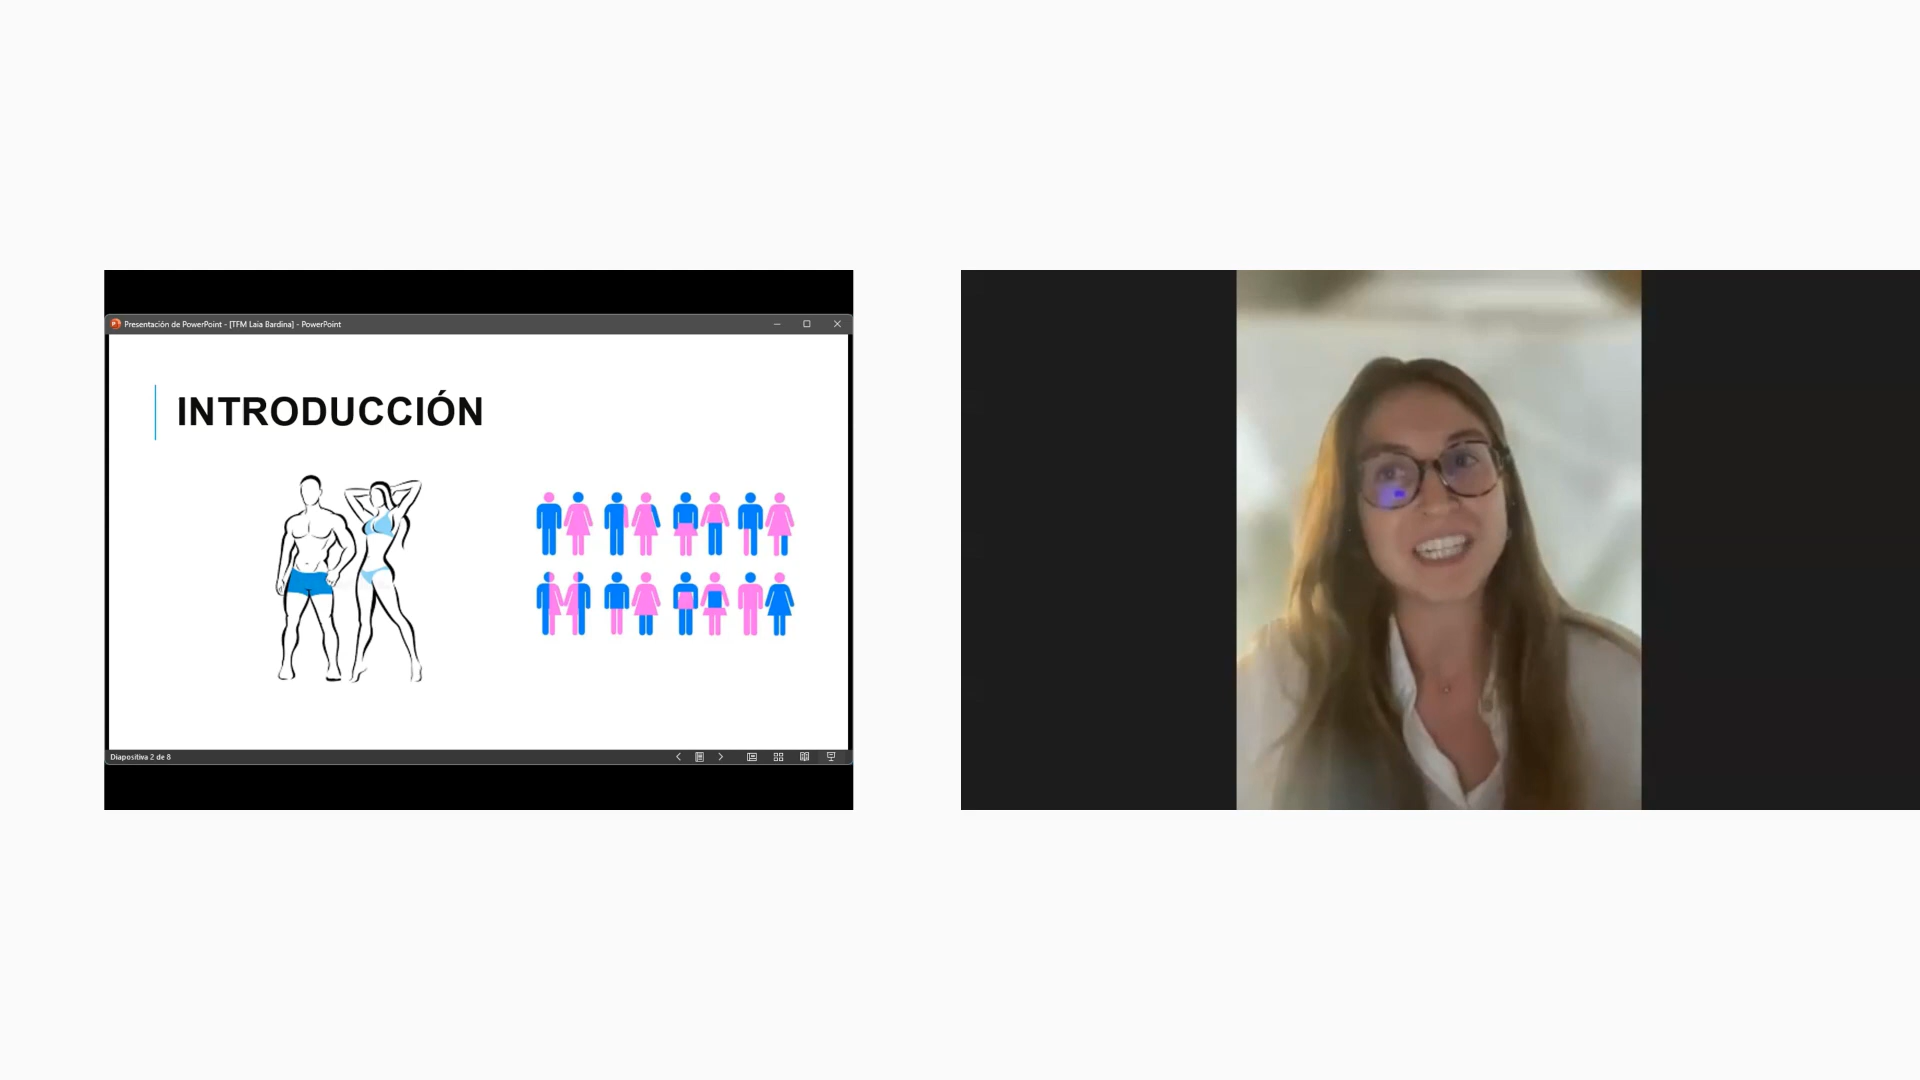 Presentación de PowerPoint - [TFM Laia Bardina] - PowerPoint
INTRODUCCIÓN
Diapositiva 2 de 8